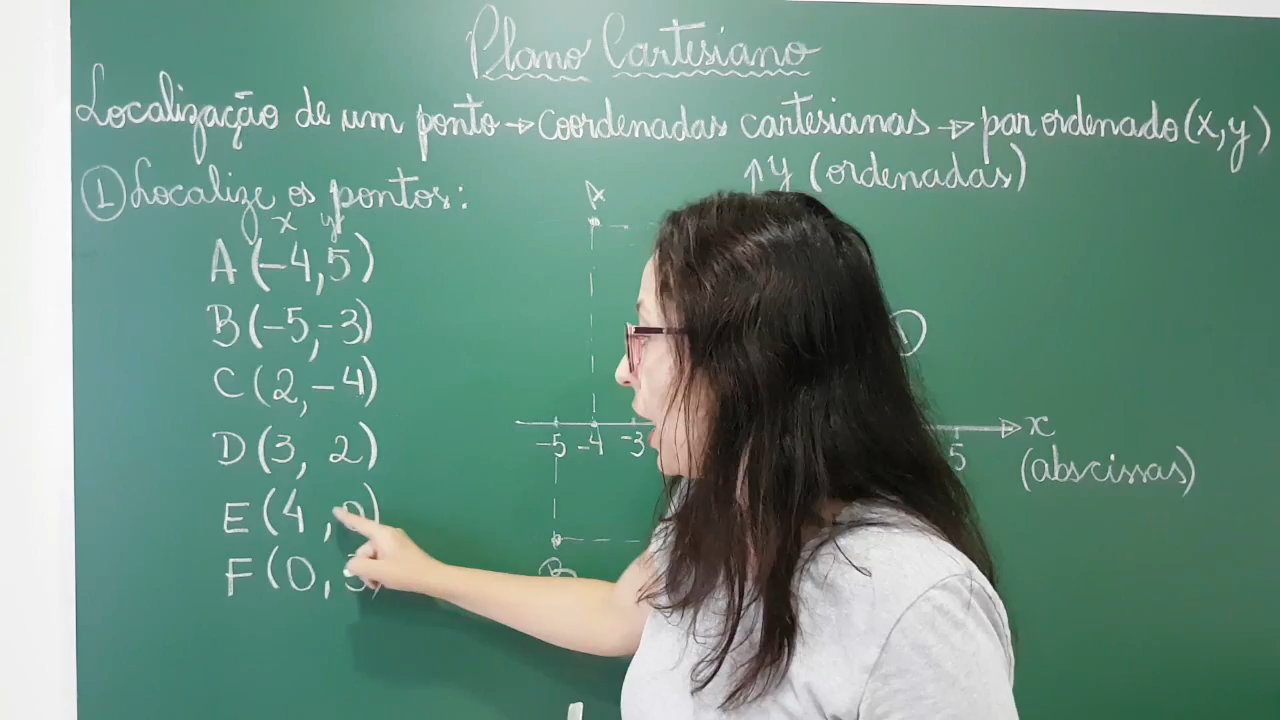 Plano Cartesiano
Localização de um ponto → coordenadas cartesianas → par ordenado (x, y)
↑ y (ordenadas)
① Localize os pontos:
x y
A (-4, 5)
B (-5, -3)
C (2, -4)
D (3, 2)
E (4, 0)
F (0, 3)
A
D
-5 -4 -3
5
x
(abscissas)
B